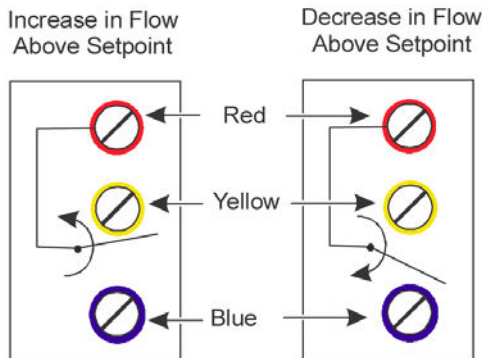 Increase in Flow
Above Setpoint
Decrease in Flow
Above Setpoint
Red
Yellow
Blue